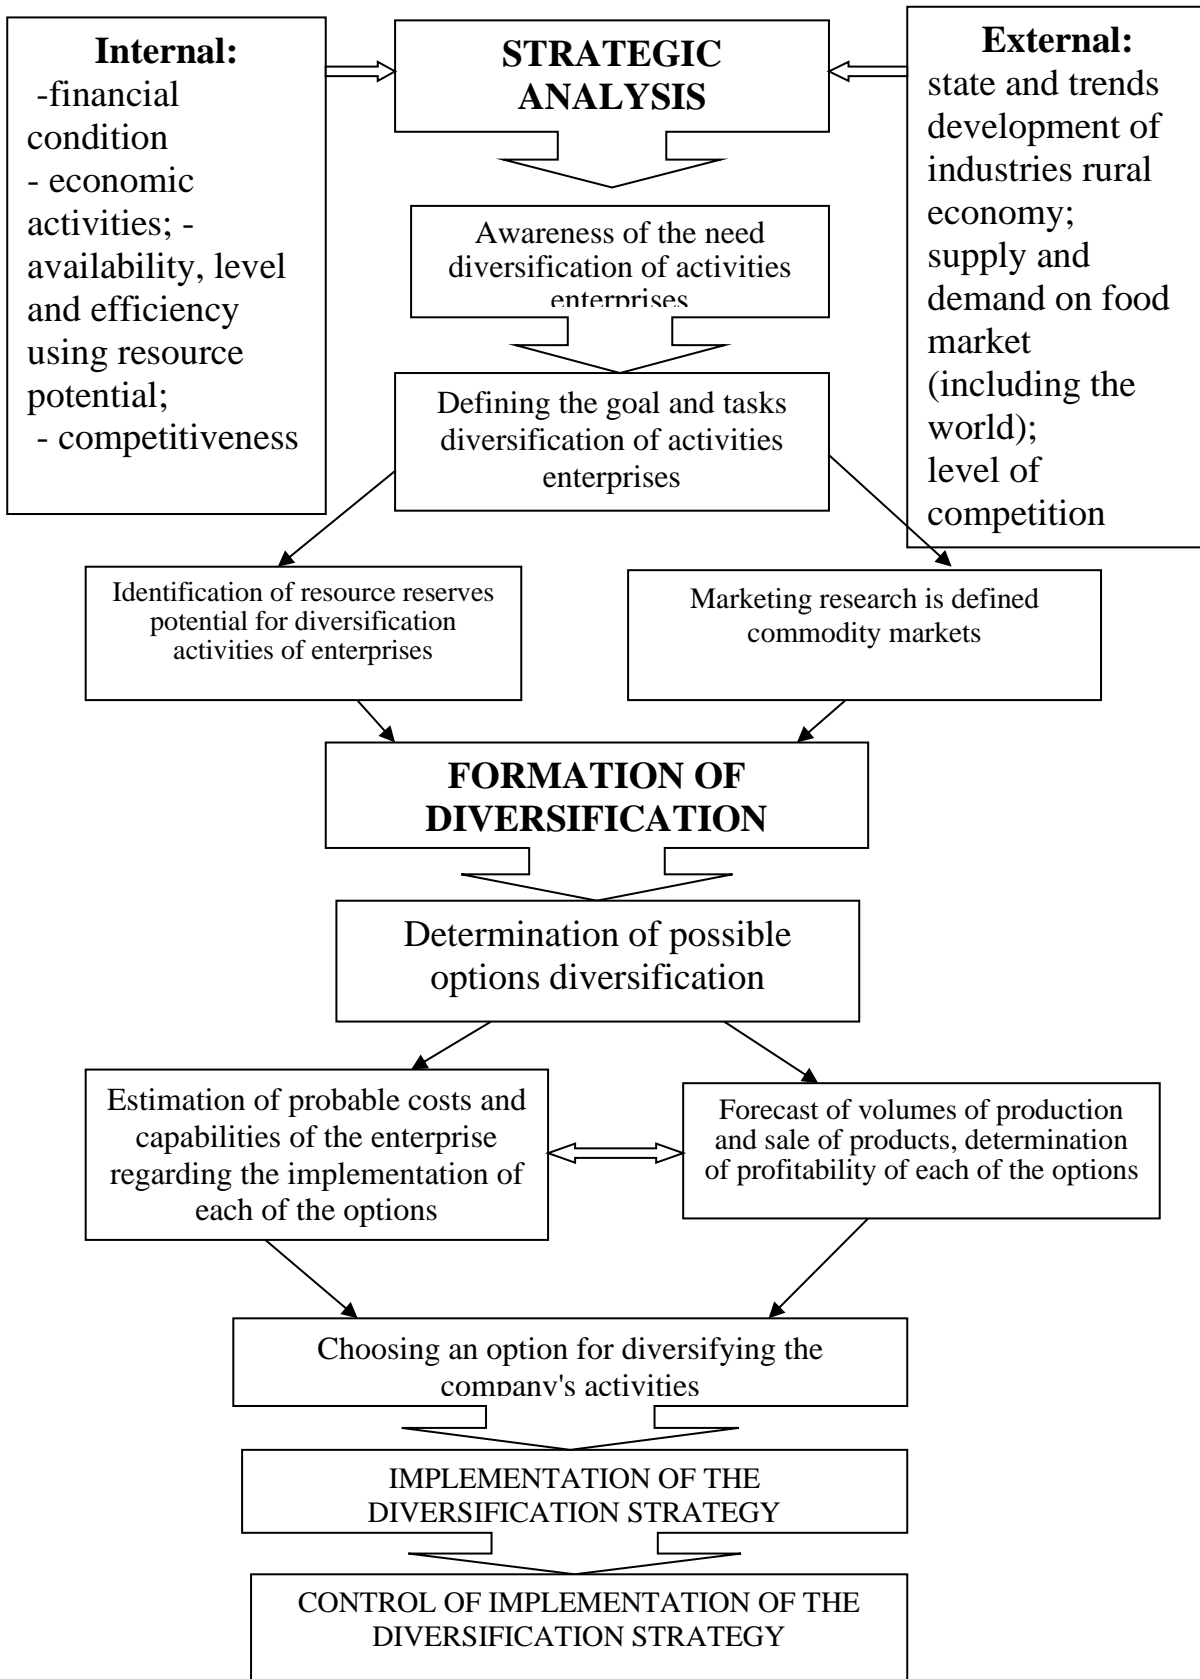 Internal:
-financial
condition
- economic
activities; -
availability, level
and efficiency
using resource
potential;
- competitiveness
STRATEGIC
ANALYSIS
External:
state and trends
development of
industries rural
economy;
supply and
demand on food
market
(including the
world);
level of
competition
Awareness of the need
diversification of activities
enterprises
Defining the goal and tasks
diversification of activities
enterprises
Identification of resource reserves
potential for diversification
activities of enterprises
Marketing research is defined
commodity markets
FORMATION OF
DIVERSIFICATION
Determination of possible
options diversification
Estimation of probable costs and
capabilities of the enterprise
regarding the implementation of
each of the options
Forecast of volumes of production
and sale of products, determination
of profitability of each of the options
Choosing an option for diversifying the
company's activities
IMPLEMENTATION OF THE
DIVERSIFICATION STRATEGY
CONTROL OF IMPLEMENTATION OF THE
DIVERSIFICATION STRATEGY